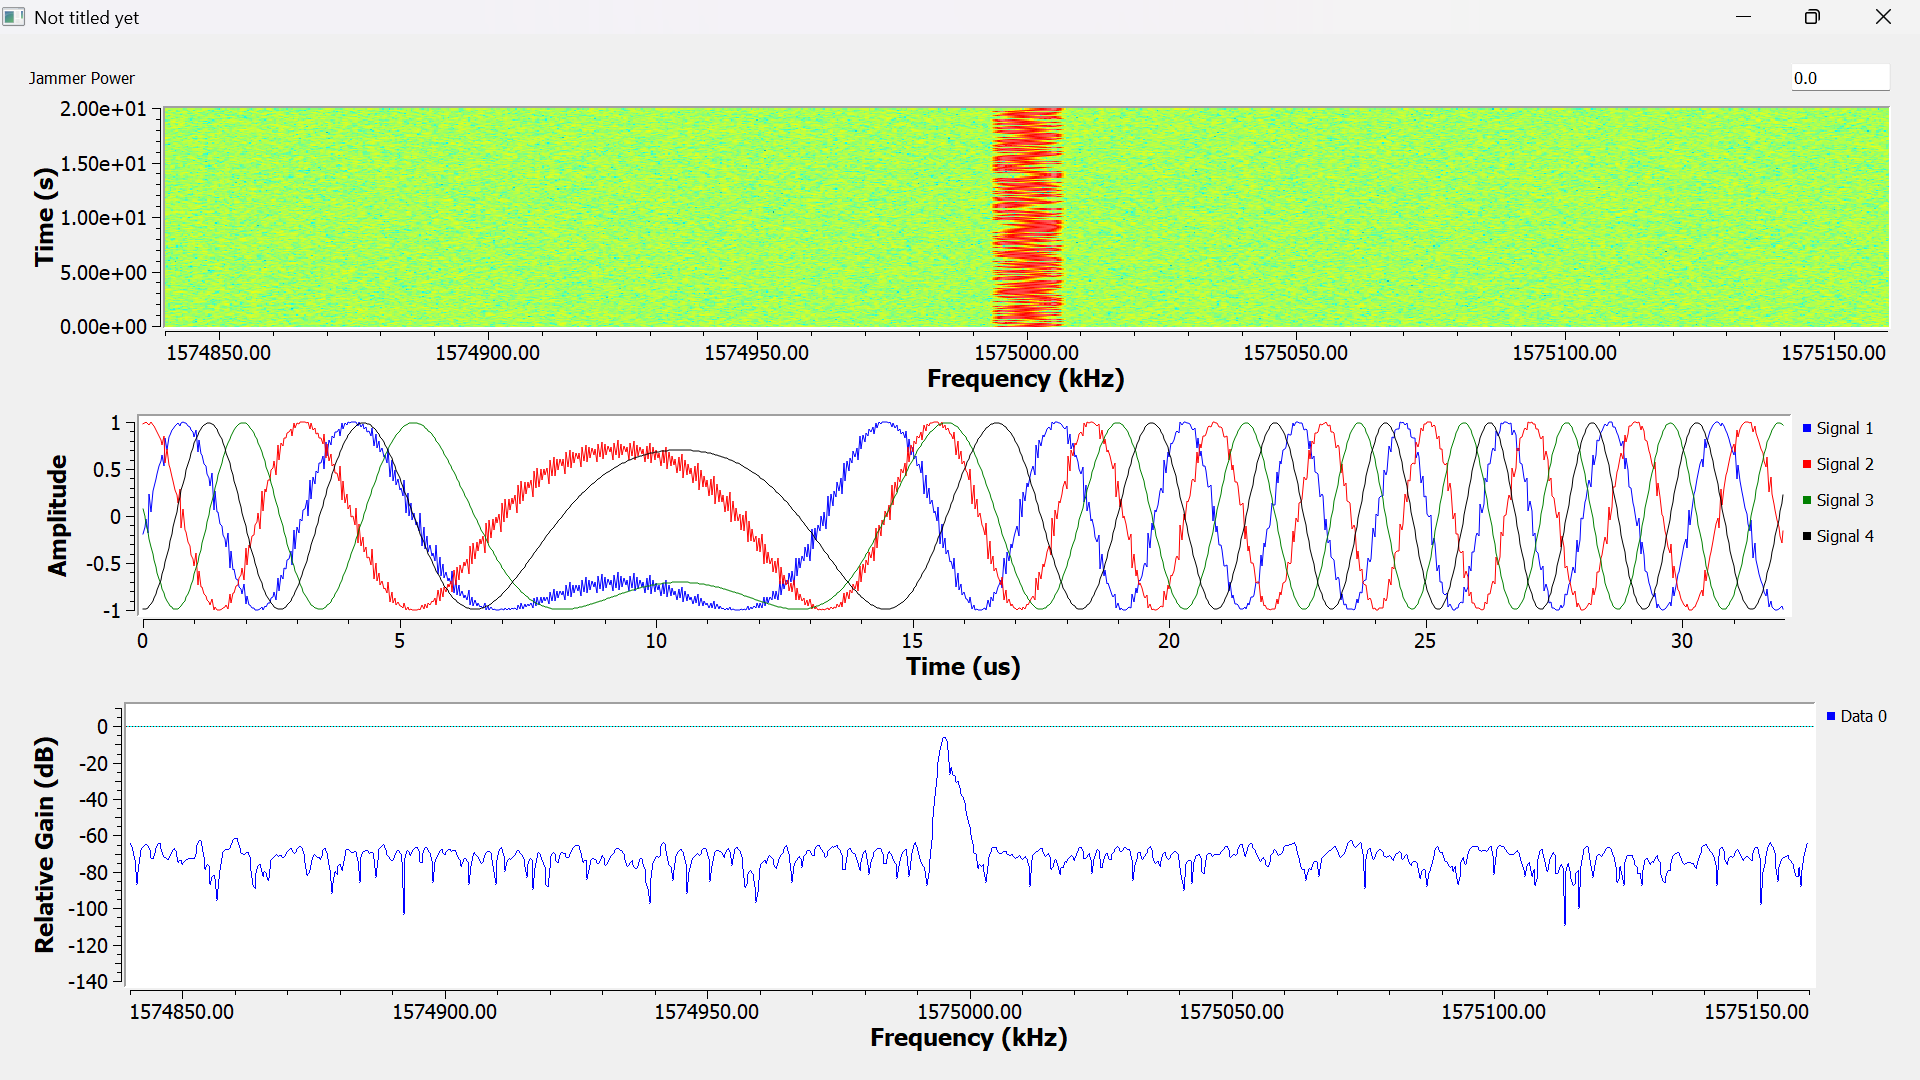 Not titled yet
Jammer Power
0.0
2.00e+01
1.50e+01
1.00e+01
5.00e+00
0.00e+00
Time (s)
1574850.00 1574900.00 1574950.00 1575000.00 1575050.00 1575100.00 1575150.00
Frequency (kHz)
1
0.5
0
-0.5
-1
Amplitude
Signal 1
Signal 2
Signal 3
Signal 4
0 5 10 15 20 25 30
Time (us)
0
-20
-40
-60
-80
-100
-120
-140
Relative Gain (dB)
Data 0
1574850.00 1574900.00 1574950.00 1575000.00 1575050.00 1575100.00 1575150.00
Frequency (kHz)